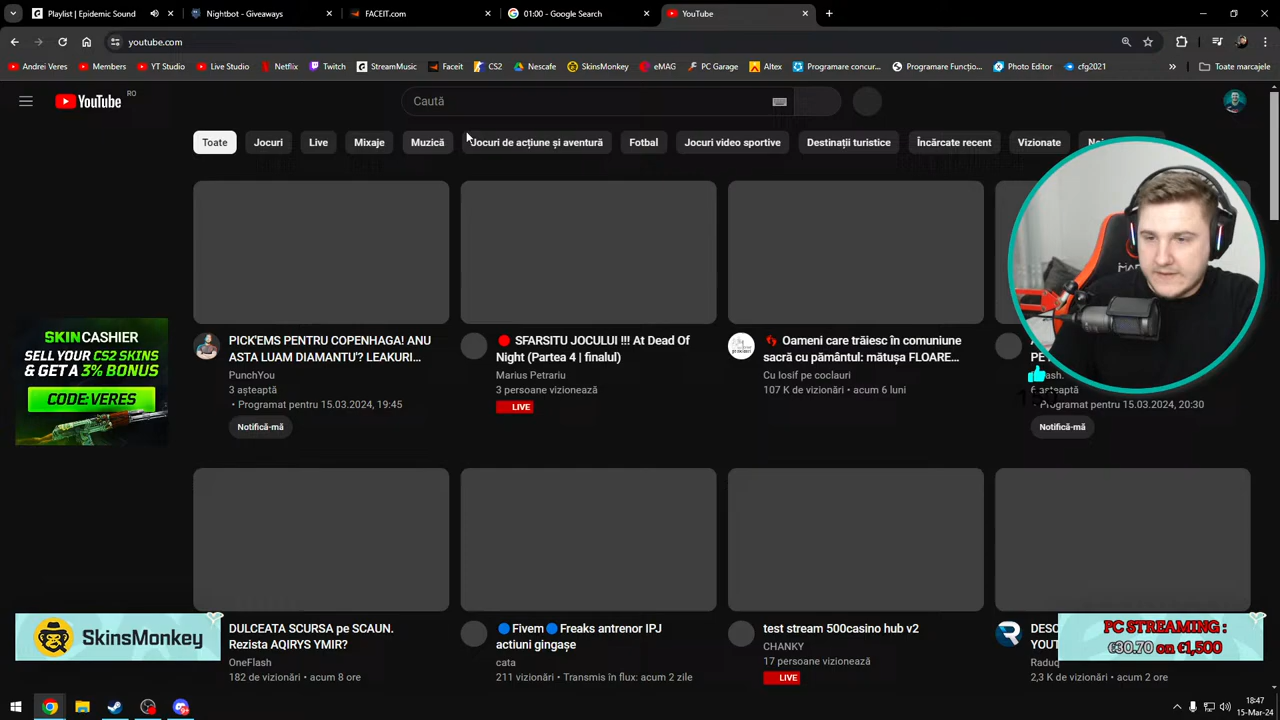 Playlist | Epidemic Sound
Nightbot - Giveaways
FACEIT.com
01:00 - Google Search
YouTube
youtube.com
Andrei Veres
Members
YT Studio
Live Studio
Netflix
Twitch
StreamMusic
Faceit
CS2
Nescafe
SkinsMonkey
eMAG
PC Garage
Altex
Programare concur...
Programare Funcțio...
Photo Editor
cfg2021
Toate marcajele
YouTube RO
Caută
Toate
Jocuri
Live
Mixaje
Muzică
Jocuri de acțiune și aventură
Fotbal
Jocuri video sportive
Destinații turistice
Încărcate recent
Vizionate
SKINCASHIER
SELL YOUR CS2 SKINS
& GET A 3% BONUS
CODE:VERES
PICK'EMS PENTRU COPENHAGA! ANU
ASTA LUAM DIAMANTU'? LEAKURI...
PunchYou
3 așteaptă
• Programat pentru 15.03.2024, 19:45
Notifică-mă
SFARSITU JOCULUI !!! At Dead Of
Night (Partea 4 | finalul)
Marius Petrariu
3 persoane vizionează
LIVE
Oameni care trăiesc în comuniune
sacră cu pământul: mătușa FLOARE...
Cu Iosif pe coclauri
107 K de vizionări • acum 6 luni
• Programat pentru 15.03.2024, 20:30
Notifică-mă
DULCEATA SCURSA pe SCAUN.
Rezista AQIRYS YMIR?
OneFlash
182 de vizionări • acum 8 ore
Fivem Freaks antrenor IPJ
actiuni gingașe
cata
211 vizionări • Transmis în flux: acum 2 zile
test stream 500casino hub v2
CHANKY
17 persoane vizionează
LIVE
Raduq
2,3 K de vizionări • acum 2 ore
SkinsMonkey
PC STREAMING :
€30.70 on €1,500
18:47
15-Mar-24